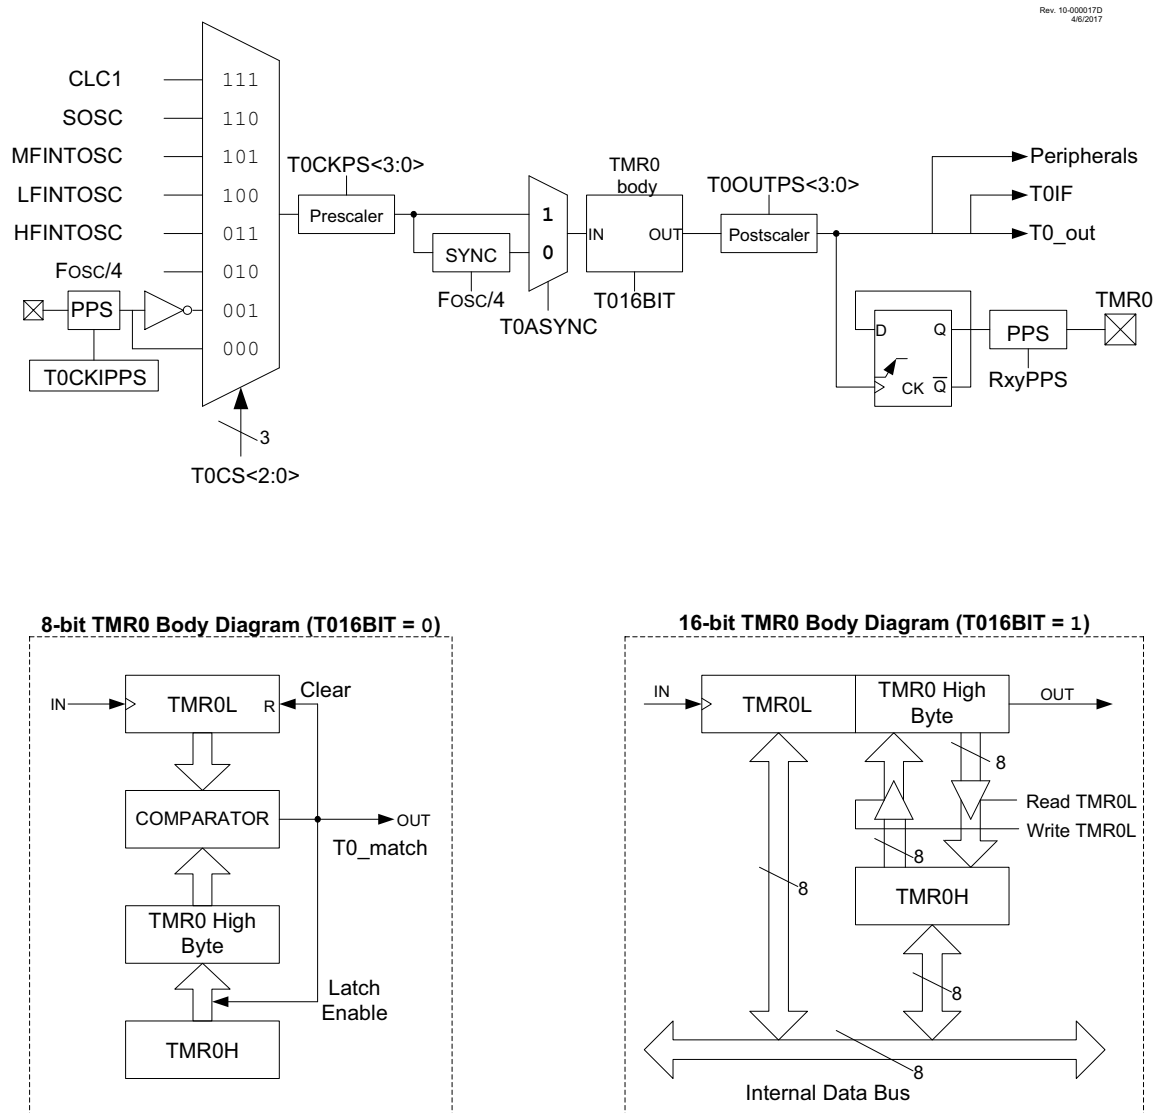 Rev. 10-000017D
4/6/2017
CLC1
111
SOSC
110
MFINTOSC
101
LFINTOSC
100
HFINTOSC
011
FOSC/4
010
PPS
001
000
T0CKIPPS
3
T0CS<2:0>
T0CKPS<3:0>
Prescaler
SYNC
FOSC/4
1
0
T0ASYNC
TMR0
body
IN
OUT
T016BIT
T0OUTPS<3:0>
Postscaler
Peripherals
T0IF
T0_out
D
Q
CK
Q
PPS
RxyPPS
TMR0
8-bit TMR0 Body Diagram (T016BIT = 0)
IN
TMR0L
R
Clear
COMPARATOR
OUT
T0_match
TMR0 High
Byte
Latch
Enable
TMR0H
16-bit TMR0 Body Diagram (T016BIT = 1)
IN
TMR0L
TMR0 High
Byte
OUT
8
Read TMR0L
Write TMR0L
8
8
TMR0H
8
8
Internal Data Bus